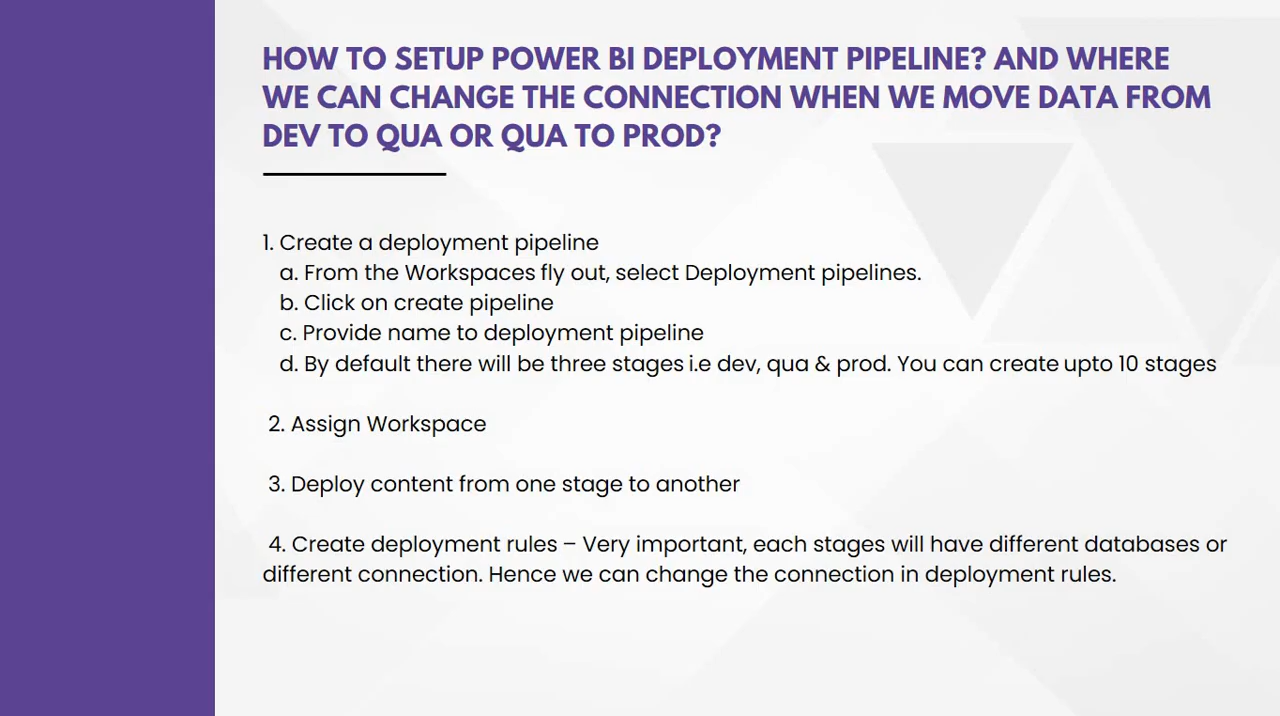 HOW TO SETUP POWER BI DEPLOYMENT PIPELINE? AND WHERE
WE CAN CHANGE THE CONNECTION WHEN WE MOVE DATA FROM
DEV TO QUA OR QUA TO PROD?
1. Create a deployment pipeline
a. From the Workspaces fly out, select Deployment pipelines.
b. Click on create pipeline
c. Provide name to deployment pipeline
d. By default there will be three stages i.e dev, qua & prod. You can create upto 10 stages
2. Assign Workspace
3. Deploy content from one stage to another
4. Create deployment rules – Very important, each stages will have different databases or
different connection. Hence we can change the connection in deployment rules.